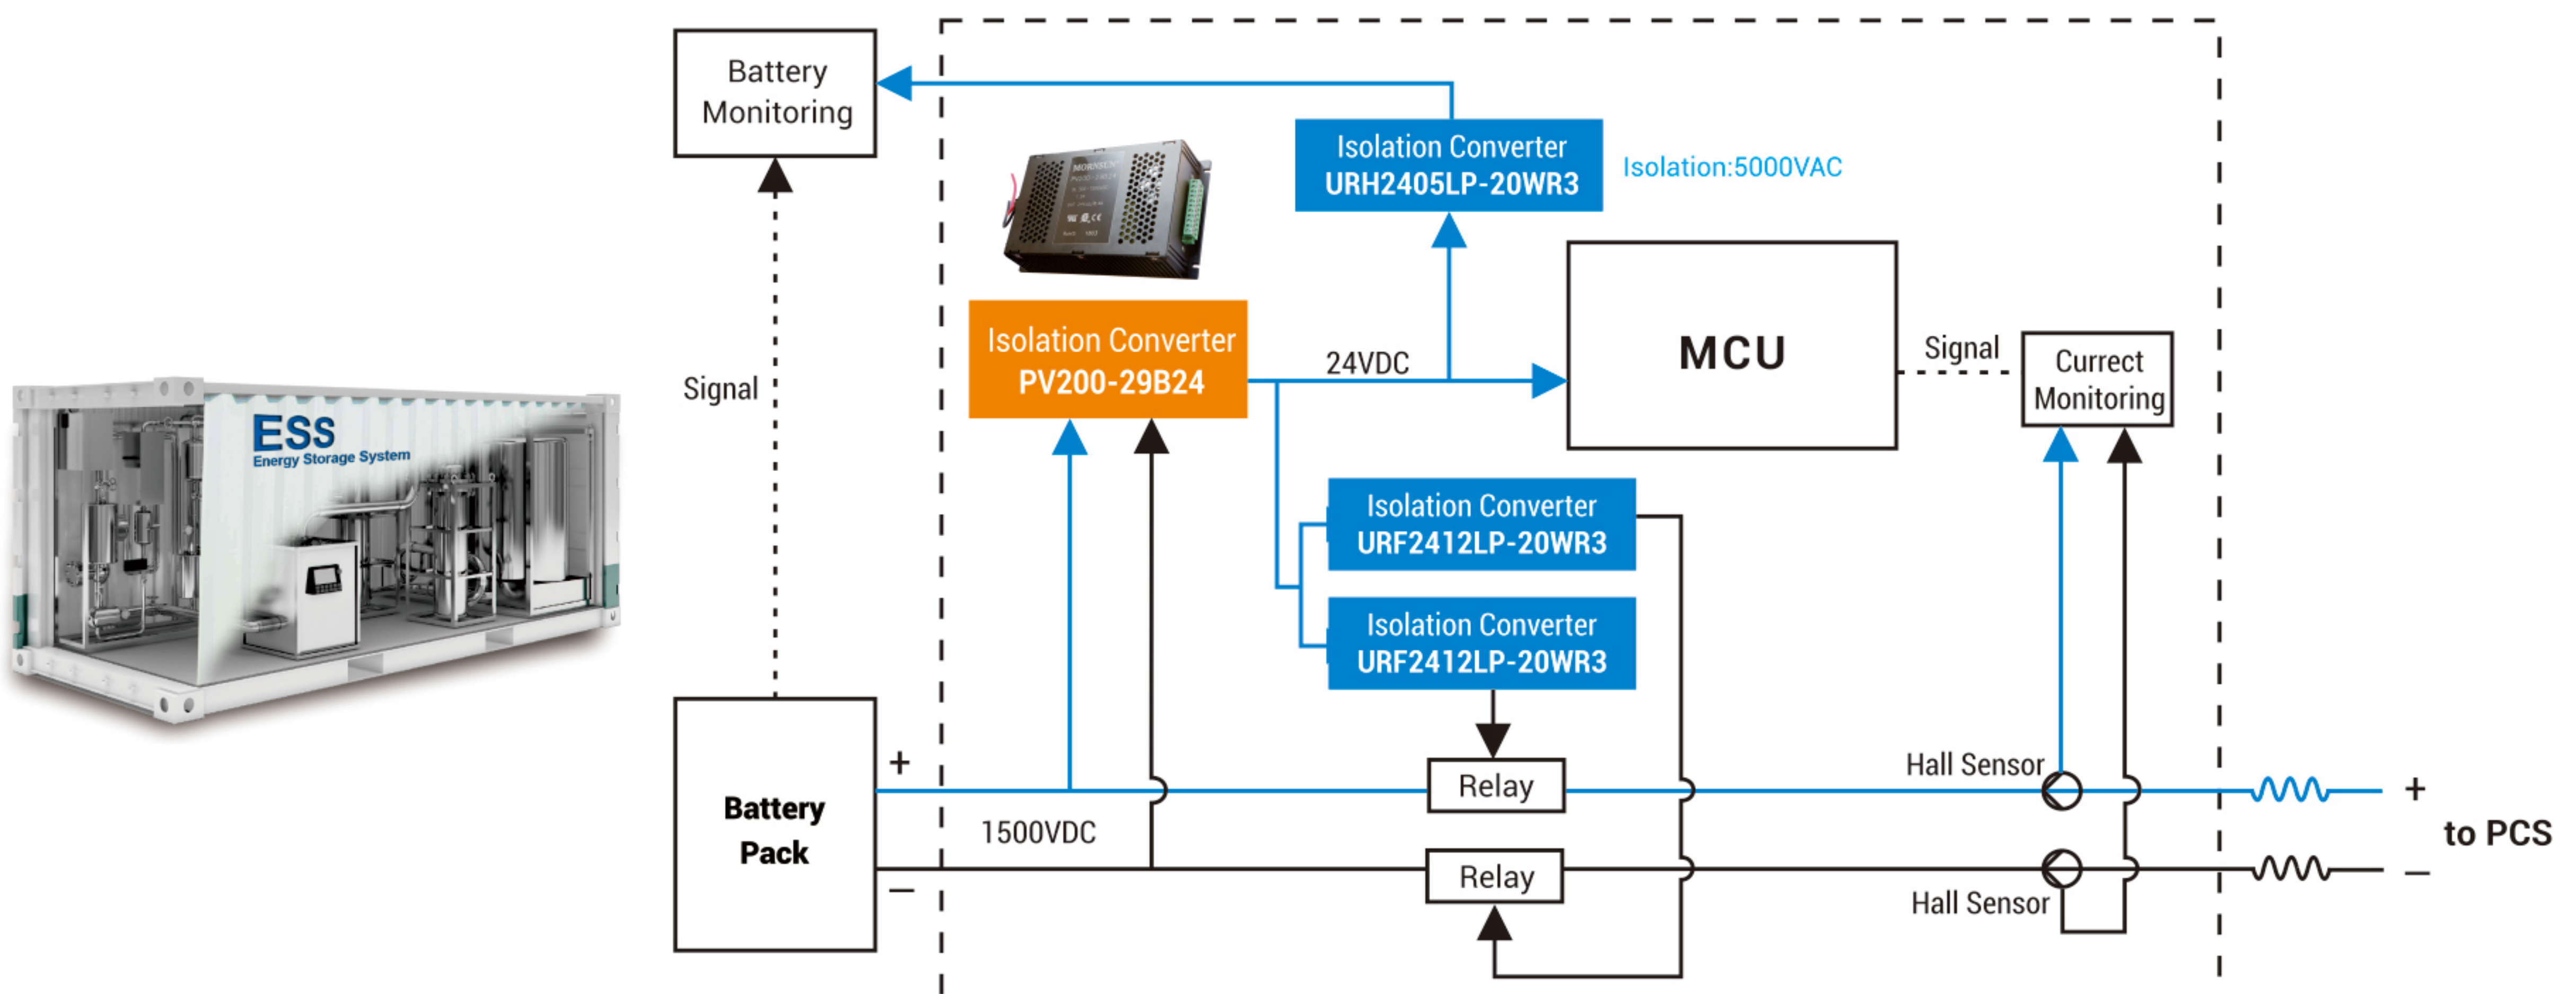 Battery
Monitoring
Isolation Converter
URH2405LP-20WR3
Isolation:5000VAC
MORNSUN
Isolation Converter
PV200-29B24
24VDC
MCU
Signal
Currect
Monitoring
Signal
ESS
Energy Storage System
Isolation Converter
URF2412LP-20WR3
Isolation Converter
URF2412LP-20WR3
Battery
Pack
+
–
1500VDC
Relay
Relay
Hall Sensor
Hall Sensor
+
to PCS
–